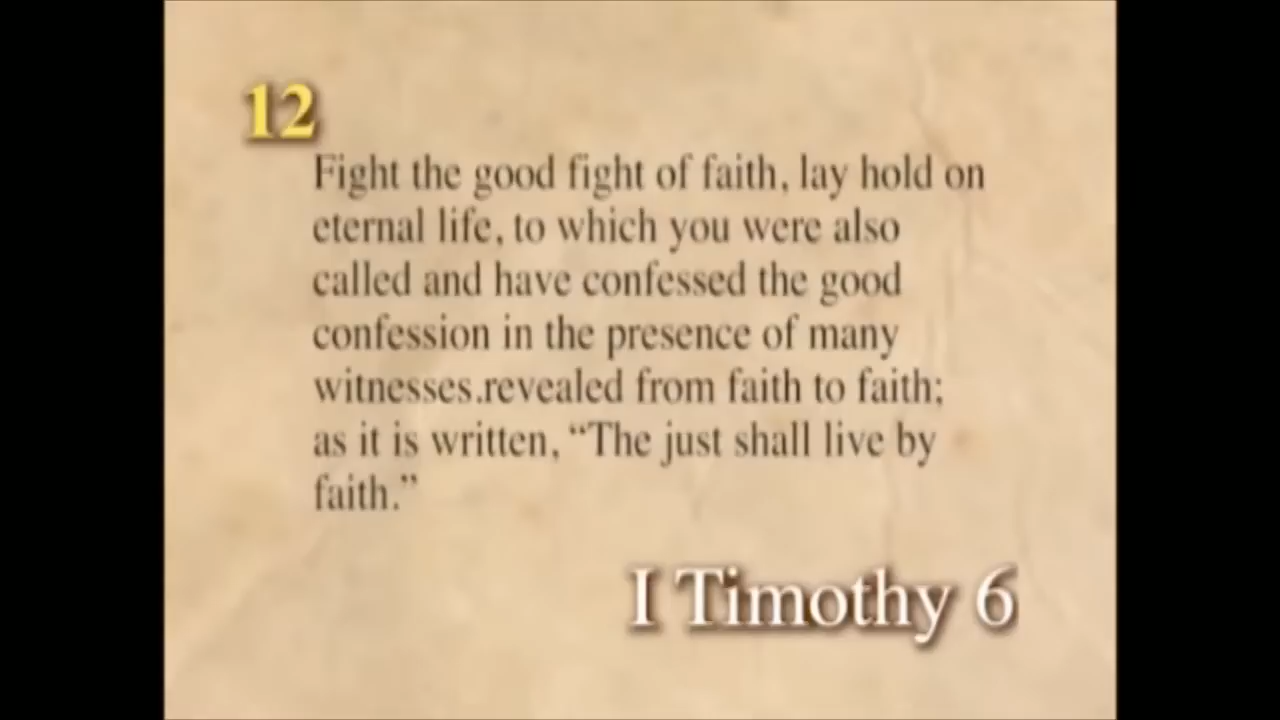 12
Fight the good fight of faith, lay hold on
eternal life, to which you were also
called and have confessed the good
confession in the presence of many
witnesses.revealed from faith to faith;
as it is written, “The just shall live by
faith.”
I Timothy 6